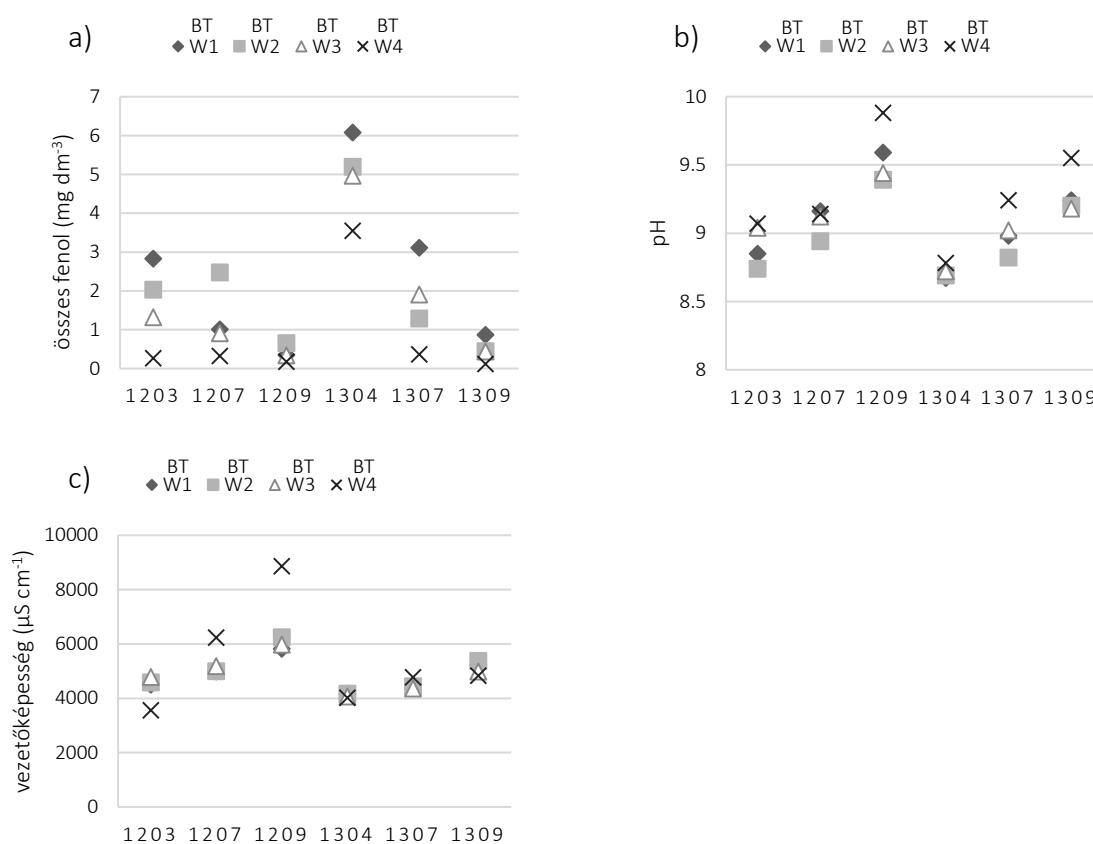 a)
BT BT BT BT
W1 W2 W3 W4
összes fenol (mg dm-3)
7
6
5
4
3
2
1
0
1203 1207 1209 1304 1307 1309
b)
BT BT BT BT
W1 W2 W3 W4
pH
10
9.5
9
8.5
8
1203 1207 1209 1304 1307 1309
c)
BT BT BT BT
W1 W2 W3 W4
vezetőképesség (µS cm-1)
10000
8000
6000
4000
2000
0
1203 1207 1209 1304 1307 1309